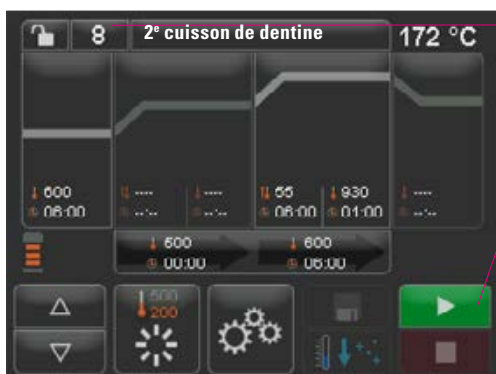 8 2ᵉ cuisson de dentine 172 °C
600 ---- ---- 55 930 ----
06:00 --:-- --:-- 06:00 01:00 --:--
500 600
00:00 06:00
500
200